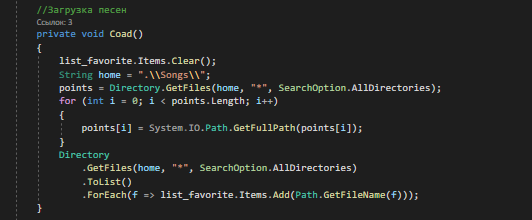 //Загрузка песен
Ссылок: 3
private void Coad()
{
list_favorite.Items.Clear();
String home = ".\\Songs\\";
points = Directory.GetFiles(home, "*", SearchOption.AllDirectories);
for (int i = 0; i < points.Length; i++)
{
points[i] = System.IO.Path.GetFullPath(points[i]);
}
Directory
.GetFiles(home, "*", SearchOption.AllDirectories)
.ToList()
.ForEach(f => list_favorite.Items.Add(Path.GetFileName(f)));
}